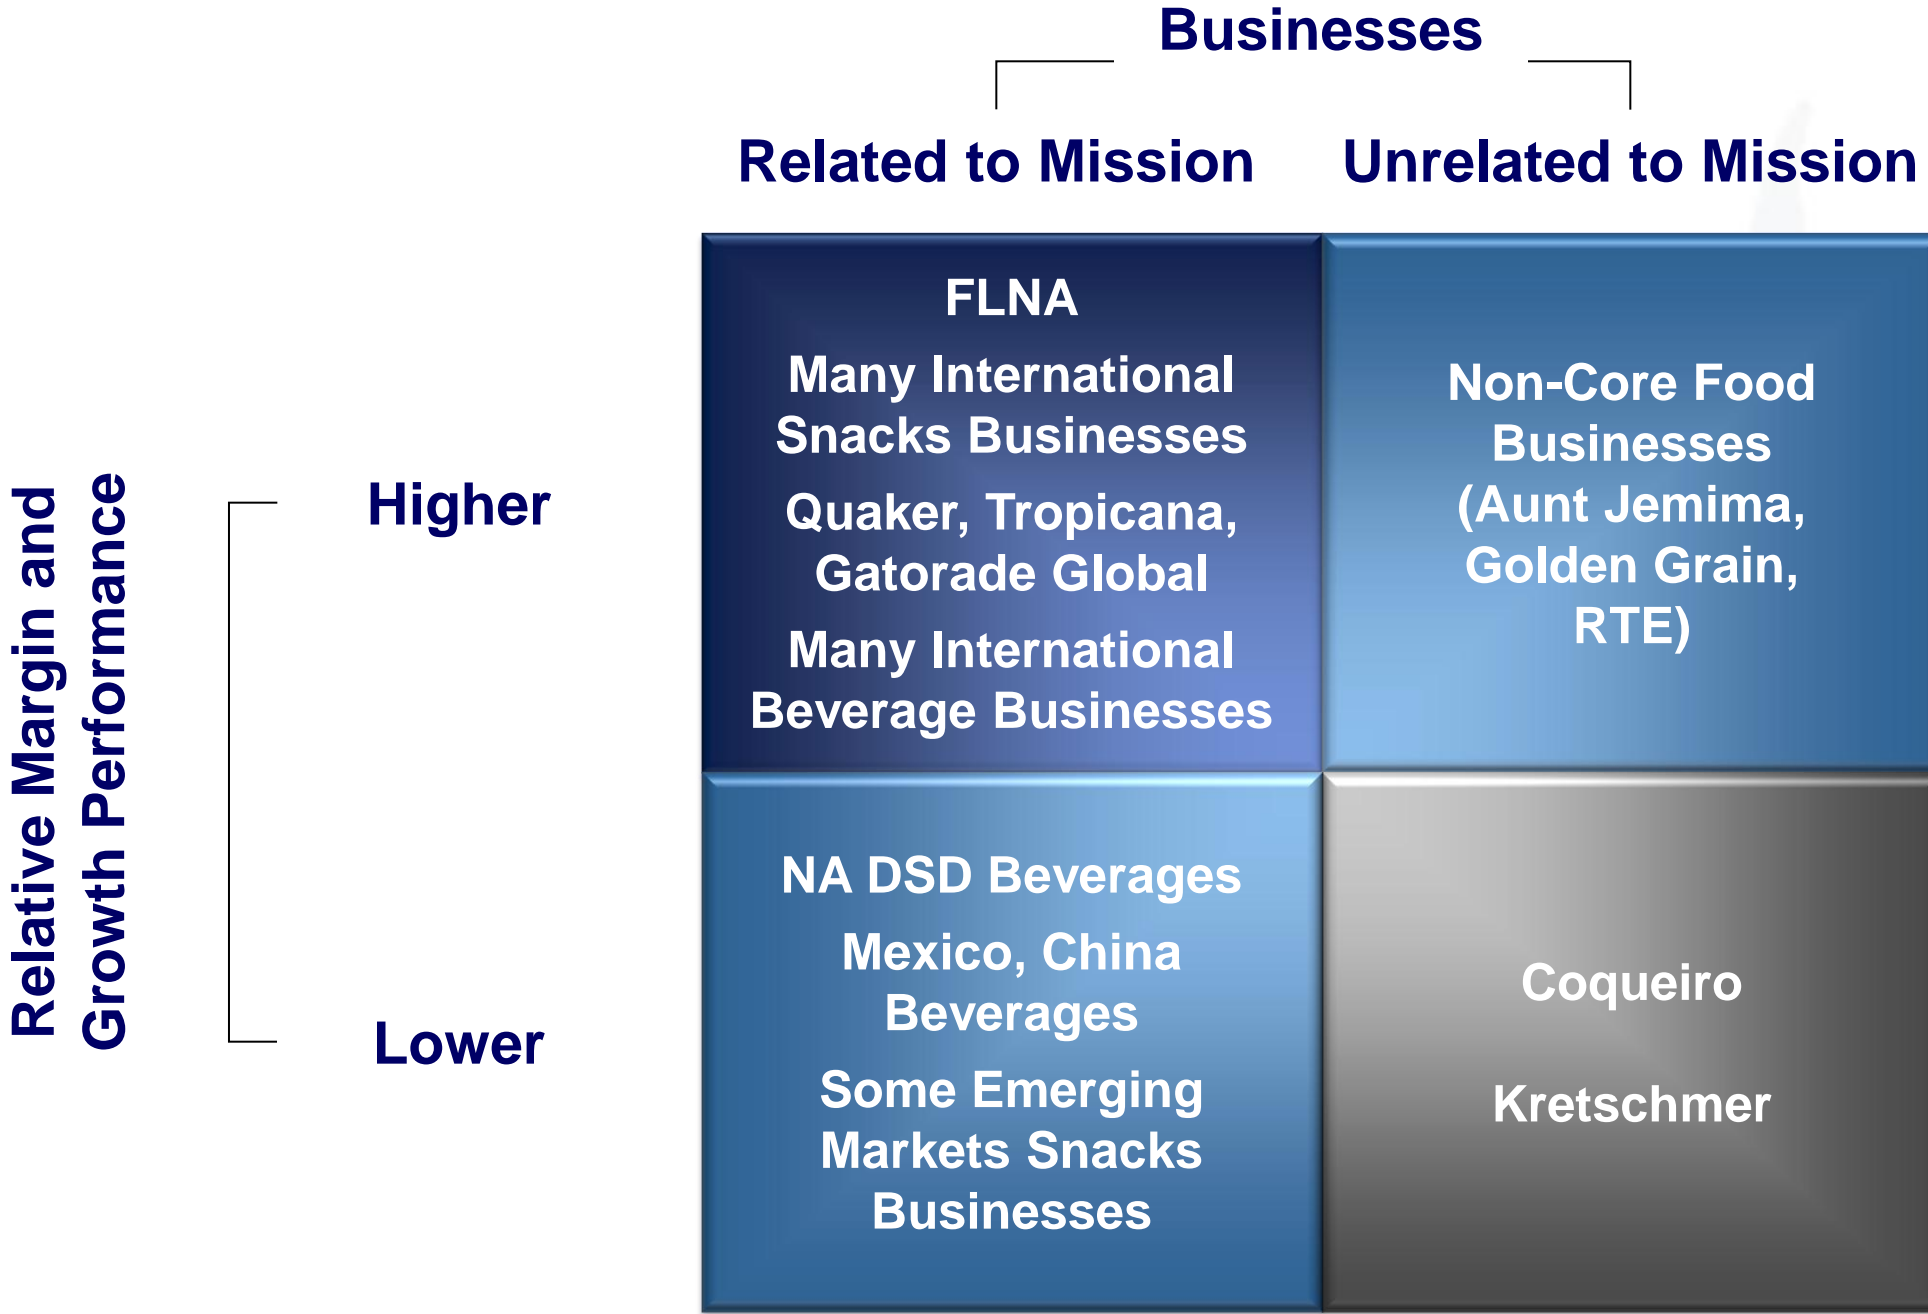 Businesses
Related to Mission
Unrelated to Mission
Relative Margin and
Growth Performance
Higher
FLNA
Many International
Snacks Businesses
Quaker, Tropicana,
Gatorade Global
Many International
Beverage Businesses
Non-Core Food
Businesses
(Aunt Jemima,
Golden Grain,
RTE)
Lower
NA DSD Beverages
Mexico, China
Beverages
Some Emerging
Markets Snacks
Businesses
Coqueiro
Kretschmer